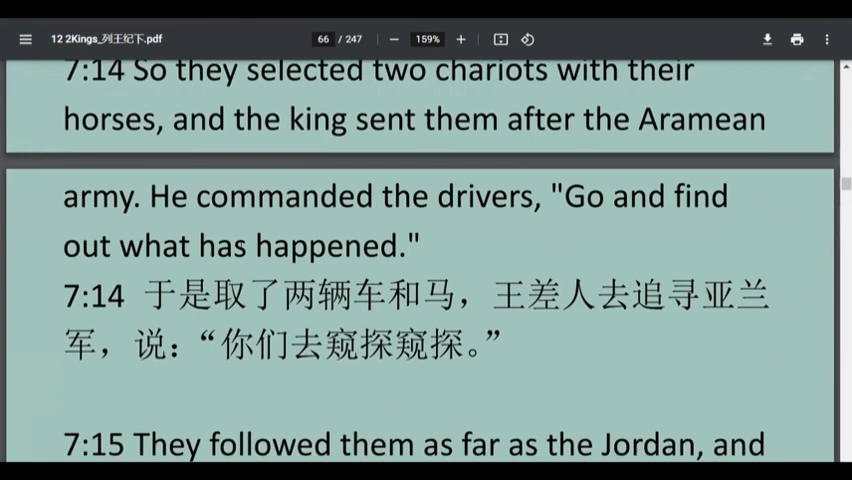 12 2Kings_列王纪下.pdf
66 / 247
159%
7:14 So they selected two chariots with their
horses, and the king sent them after the Aramean
army. He commanded the drivers, "Go and find
out what has happened."
7:14 于是取了两辆车和马，王差人去追寻亚兰
军，说：“你们去窥探窥探。”
7:15 They followed them as far as the Jordan, and